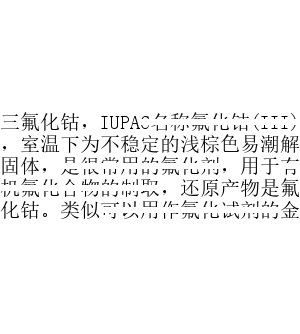 三氟化钴，IUPAC名称氟化钴(III)
，室温下为不稳定的浅棕色易潮解
固体，是很常用的氟化剂，用于有
机氟化合物的制取，还原产物是氟
化钴。类似可以用作氟化试剂的金